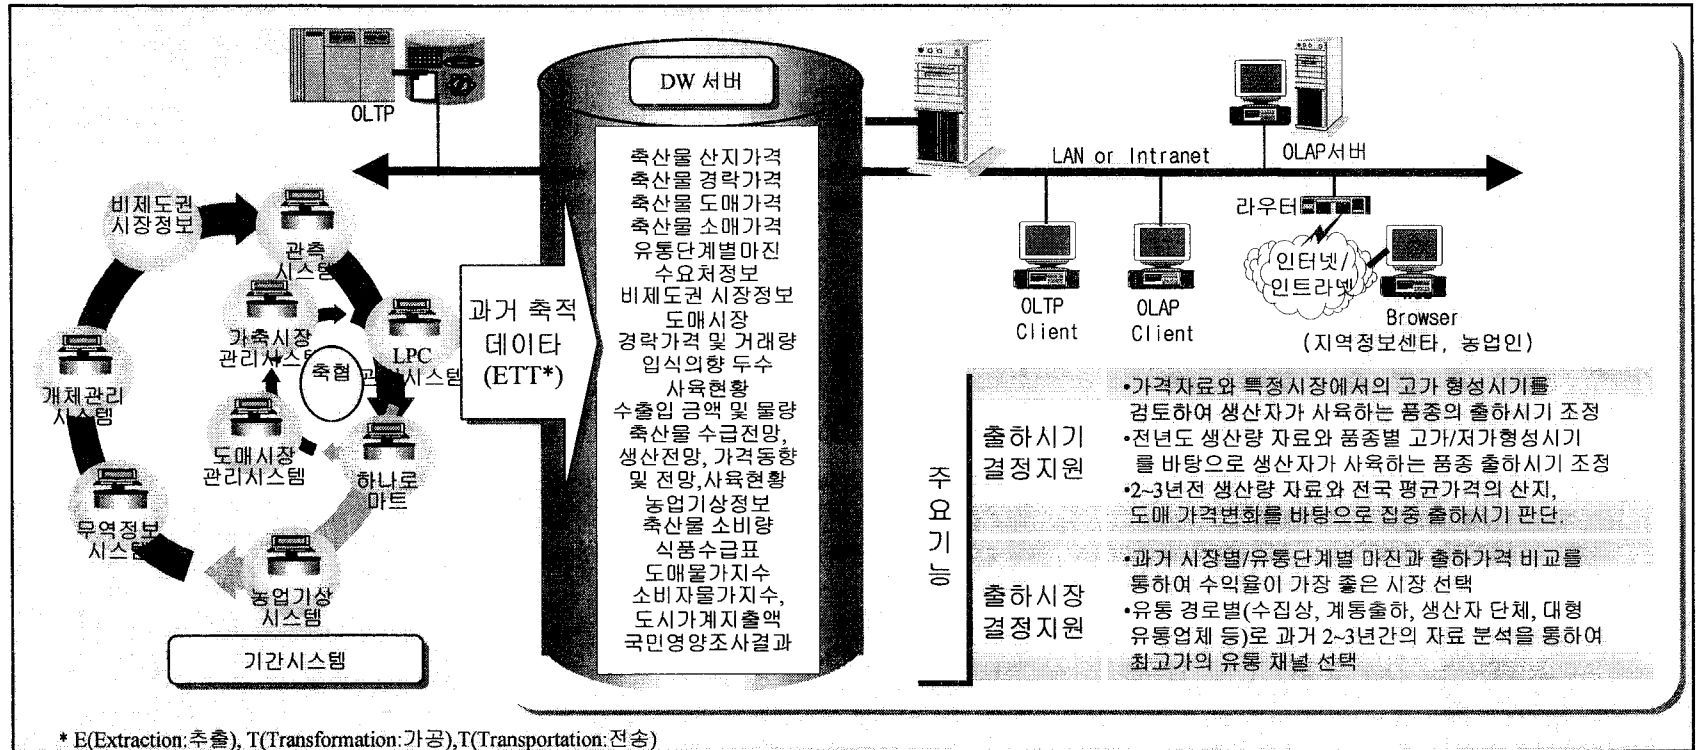 OLTP
DW 서버
축산물 산지가격
축산물 경락가격
축산물 도매가격
축산물 소매가격
유통단계별마진
수요처정보
비제도권 시장정보
도매시장
경락가격 및 거래량
입식의향 두수
사육현황
수출입 금액 및 물량
축산물 수급전망,
생산전망, 가격동향
및 전망,사육현황
농업기상정보
축산물 소비량
식품수급표
도매물가지수
소비자물가지수,
도시가계지출액
국민영양조사결과
LAN or Intranet
OLAP서버
라우터
인터넷/
인트라넷
OLTP
Client
OLAP
Client
Browser
(지역정보센타, 농업인)
비제도권
시장정보
관측
시스템
가축시장
관리시스템
LPC
관리시스템
축협
개체관리
시스템
도매시장
관리시스템
하나로
마트
무역정보
시스템
농업기상
시스템
기간시스템
과거 축적
데이타
(ETT*)
주요기능
출하시기
결정지원
•가격자료와 특정시장에서의 고가 형성시기를
검토하여 생산자가 사육하는 품종의 출하시기 조정
•전년도 생산량 자료와 품종별 고가/저가형성시기
를 바탕으로 생산자가 사육하는 품종 출하시기 조정
•2~3년전 생산량 자료와 전국 평균가격의 산지,
도매 가격변화를 바탕으로 집중 출하시기 판단.
출하시장
결정지원
•과거 시장별/유통단계별 마진과 출하가격 비교를
통하여 수익율이 가장 좋은 시장 선택
•유통 경로별(수집상, 계통출하, 생산자 단체, 대형
유통업체 등)로 과거 2~3년간의 자료 분석을 통하여
최고가의 유통 채널 선택
* E(Extraction:추출), T(Transformation:가공),T(Transportation:전송)